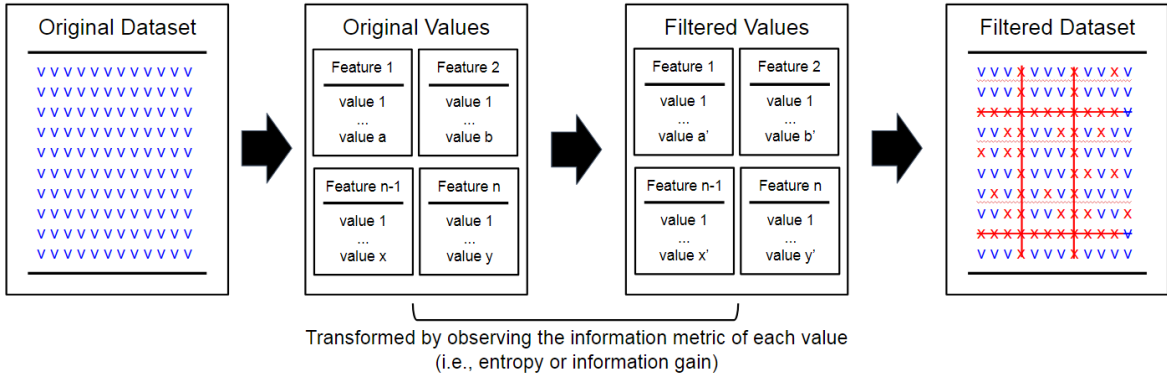 Original Dataset
V V V V V V V V V V V V
V V V V V V V V V V V V
V V V V V V V V V V V V
V V V V V V V V V V V V
V V V V V V V V V V V V
V V V V V V V V V V V V
V V V V V V V V V V V V
V V V V V V V V V V V V
V V V V V V V V V V V V
V V V V V V V V V V V V
Original Values
Feature 1
value 1
...
value a
Feature 2
value 1
...
value b
Feature n-1
value 1
...
value x
Feature n
value 1
...
value y
Filtered Values
Feature 1
value 1
...
value a'
Feature 2
value 1
...
value b'
Feature n-1
value 1
...
value x'
Feature n
value 1
...
value y'
Filtered Dataset
V V V X V V V X V V X V
V V V X V V V X V V V V
X X X X X X X X X X X V
V V X X V V X X V X V V
X V X X V V V X V V V V
V V V X V V V X X V X V
V X V X V X V X V V X V
V V X X V V X X X V V X
X X X X X X X X X X X V
V V V X V V V X V V V V
Transformed by observing the information metric of each value
(i.e., entropy or information gain)